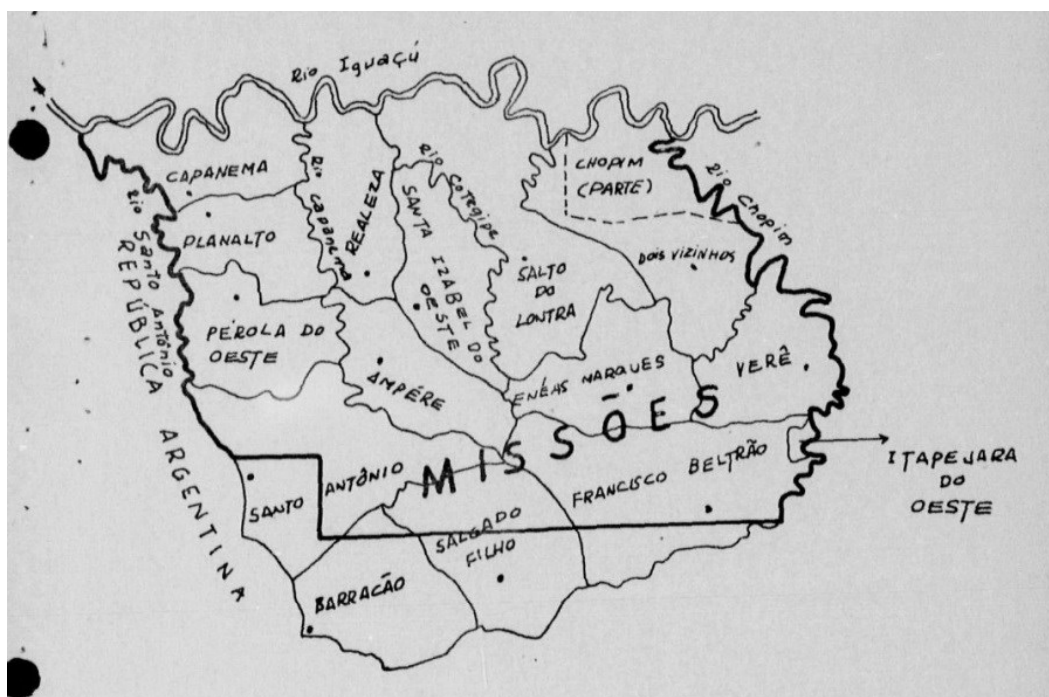 Rio Iguaçú
CAPANEMA
Rio Capanema
REALEZA
SANTA
IZABEL DO
OESTE
Rio Cotegipe
CHOPIM
(PARTE)
Rio Chopim
Rio Santo Antônio
REPÚBLICA
ARGENTINA
PLANALTO
PÉROLA DO
OESTE
AMPÉRE
SALTO
DO
LONTRA
DOIS VIZINHOS
ENÉAS MARQUES
VERÊ
MISSÕES
SANTO ANTÔNIO
FRANCISCO BELTRÃO
ITAPEJARA
DO
OESTE
SALGADO
FILHO
BARRACÃO